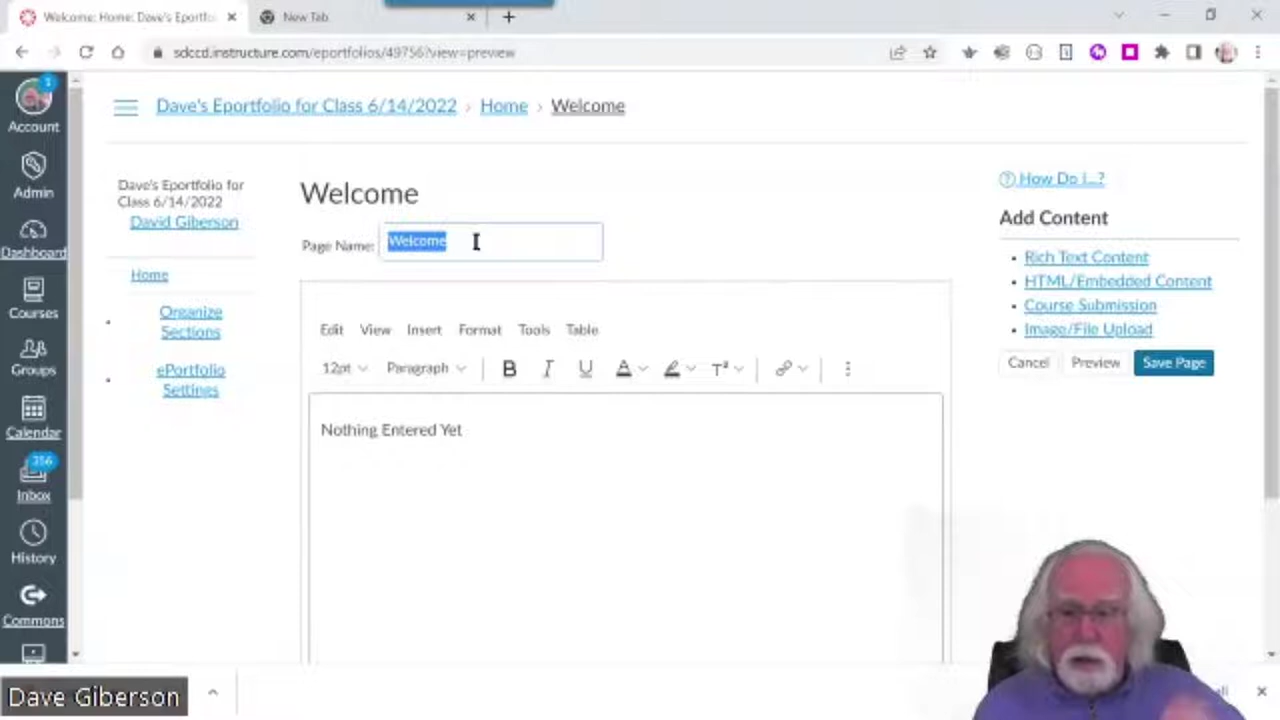 Welcome: Home: Dave's Eportfo
New Tab
sdccd.instructure.com/eportfolios/49756?view=preview
1
Account
Admin
Dashboard
Courses
Groups
Calendar
356
Inbox
History
Commons
Dave's Eportfolio for Class 6/14/2022 › Home › Welcome
Dave's Eportfolio for
Class 6/14/2022
David Giberson
Home
Organize
Sections
ePortfolio
Settings
Welcome
Page Name: Welcome
Edit View Insert Format Tools Table
12pt Paragraph B I U A T²
Nothing Entered Yet
How Do I...?
Add Content
Rich Text Content
HTML/Embedded Content
Course Submission
Image/File Upload
Cancel Preview Save Page
Dave Giberson